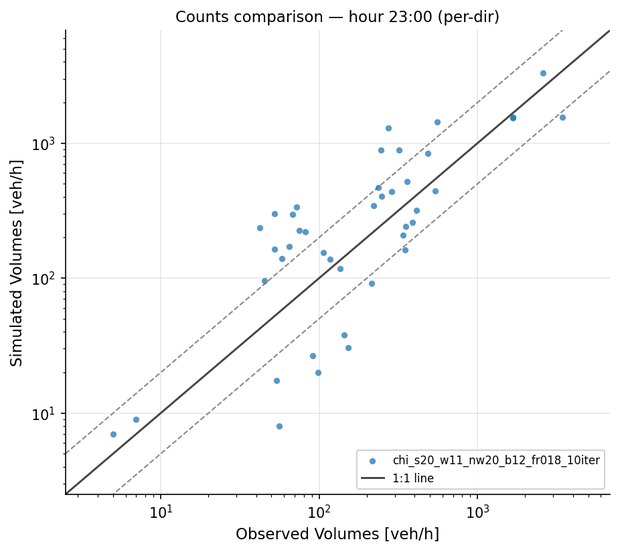 Counts comparison — hour 23:00 (per-dir)
Simulated Volumes [veh/h]
10³
10²
10¹
chi_s20_w11_nw20_b12_fr018_10iter
1:1 line
10¹ 10² 10³
Observed Volumes [veh/h]